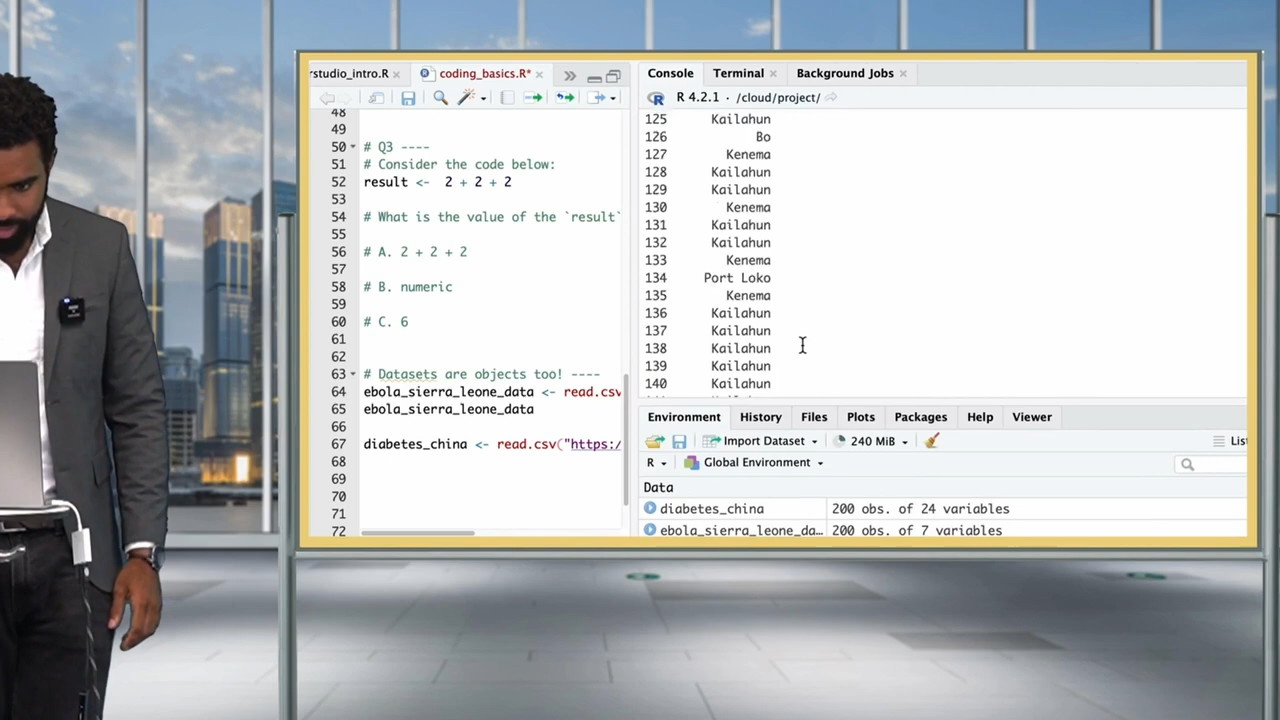 rstudio_intro.R
coding_basics.R*
48
49
50 # Q3 ----
51 # Consider the code below:
52 result <- 2 + 2 + 2
53
54 # What is the value of the `result`
55
56 # A. 2 + 2 + 2
57
58 # B. numeric
59
60 # C. 6
61
62
63 # Datasets are objects too! ----
64 ebola_sierra_leone_data <- read.csv
65 ebola_sierra_leone_data
66
67 diabetes_china <- read.csv("https:/
68
69
70
71
72
Console Terminal Background Jobs
R 4.2.1 · /cloud/project/
125 Kailahun
126 Bo
127 Kenema
128 Kailahun
129 Kailahun
130 Kenema
131 Kailahun
132 Kailahun
133 Kenema
134 Port Loko
135 Kenema
136 Kailahun
137 Kailahun
138 Kailahun
139 Kailahun
140 Kailahun
Environment History Files Plots Packages Help Viewer
Import Dataset 240 MiB List
R Global Environment
Data
diabetes_china 200 obs. of 24 variables
ebola_sierra_leone_da… 200 obs. of 7 variables